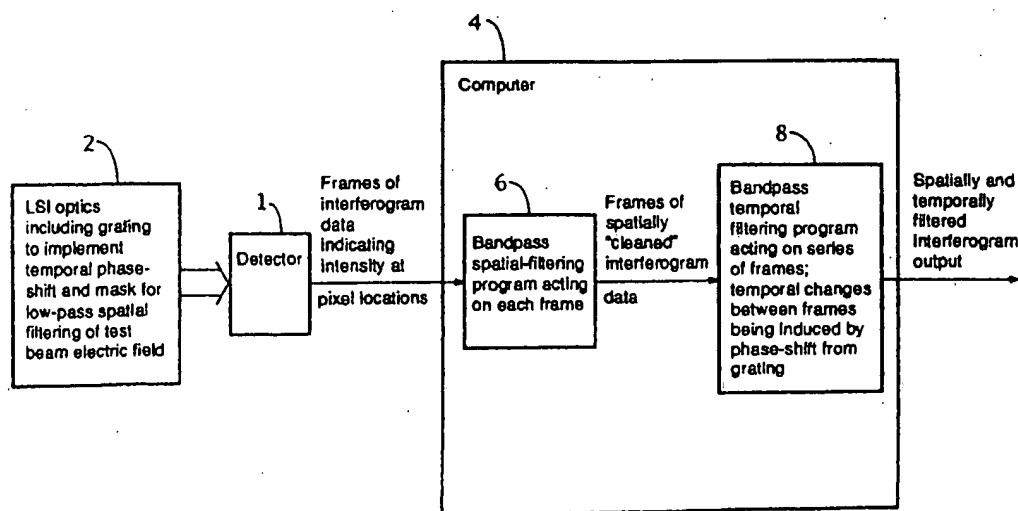 2
LSI optics
including grating
to implement
temporal phase-
shift and mask for
low-pass spatial
filtering of test
beam electric field
1
Detector
Frames of
interferogram
data
indicating
intensity at
pixel locations
4
Computer
6
Bandpass
spatial-filtering
program acting
on each frame
Frames of
spatially
"cleaned"
interferogram
data
8
Bandpass
temporal
filtering program
acting on series
of frames;
temporal changes
between frames
being induced by
phase-shift from
grating
Spatially and
temporally
filtered interferogram
output